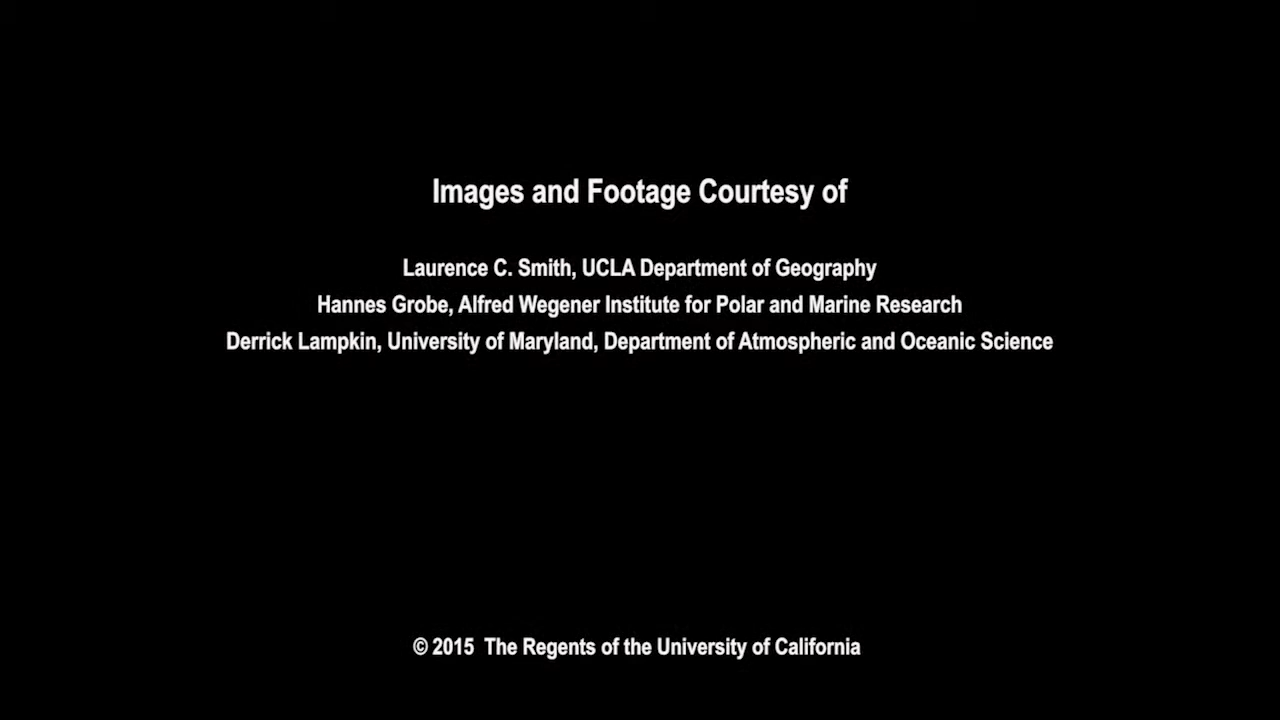 Images and Footage Courtesy of
Laurence C. Smith, UCLA Department of Geography
Hannes Grobe, Alfred Wegener Institute for Polar and Marine Research
Derrick Lampkin, University of Maryland, Department of Atmospheric and Oceanic Science
© 2015 The Regents of the University of California